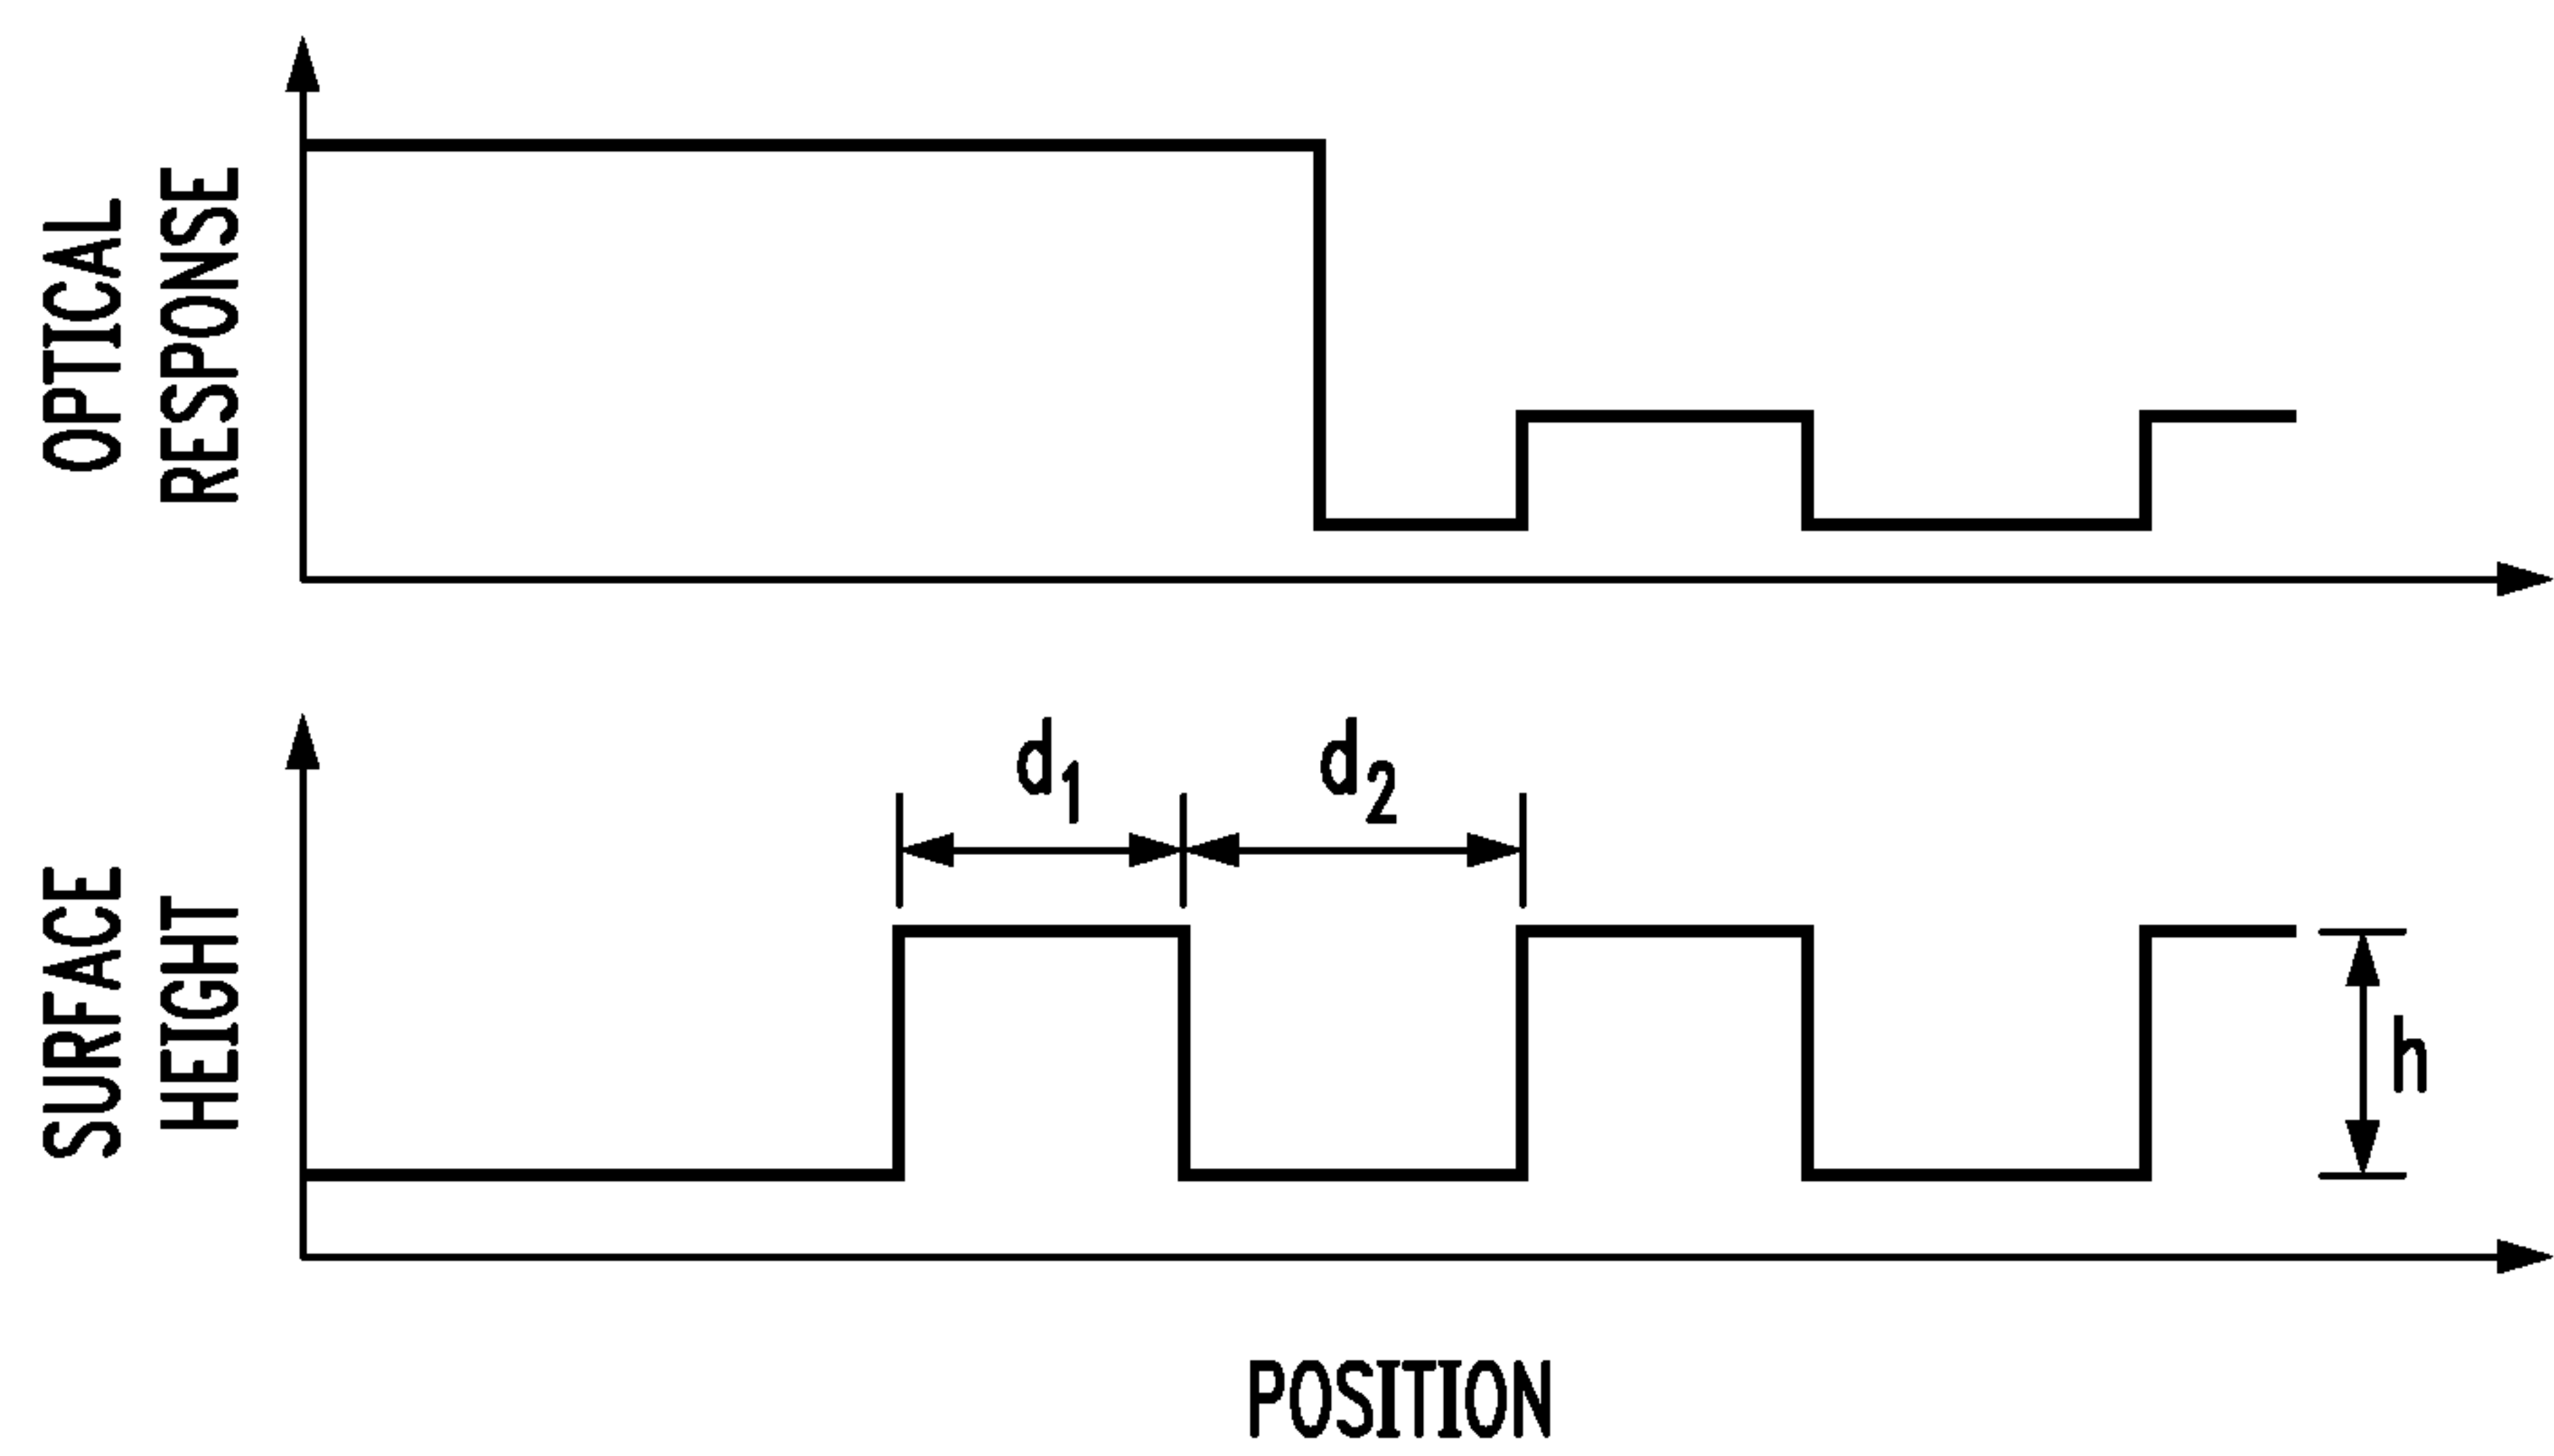 OPTICAL
RESPONSE
d1
d2
SURFACE
HEIGHT
h
POSITION